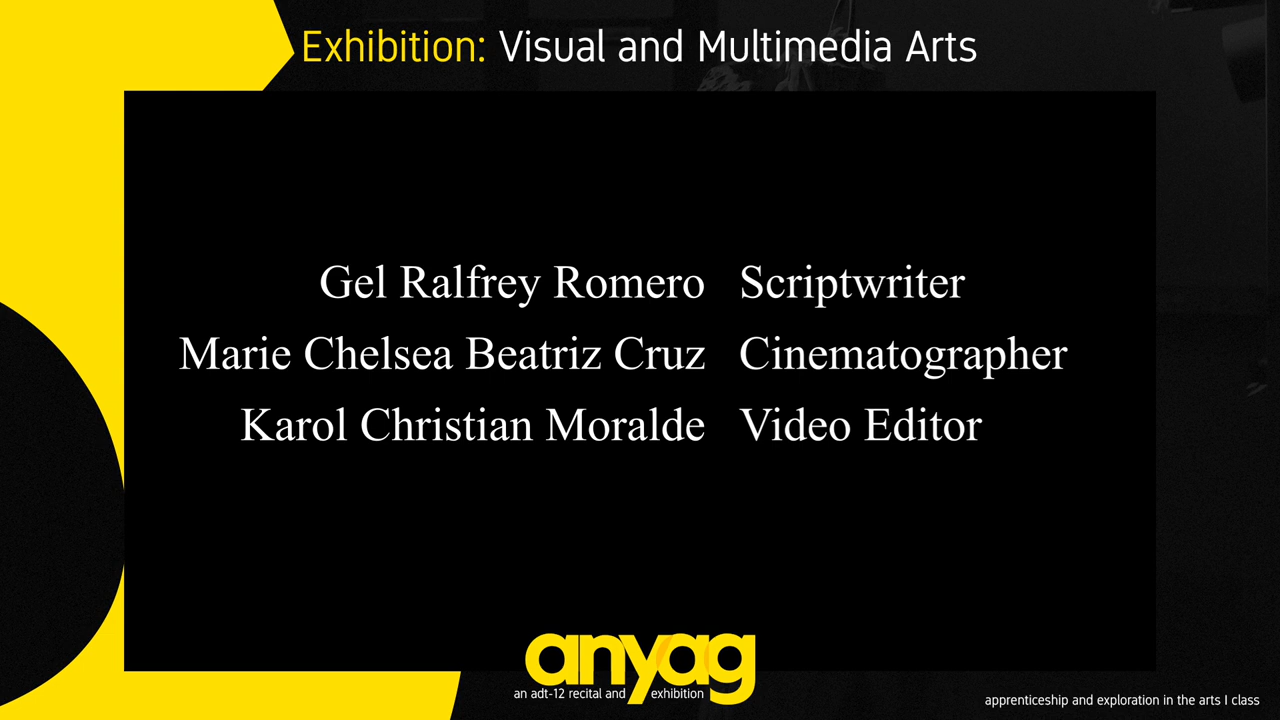 Exhibition: Visual and Multimedia Arts
Gel Ralfrey Romero Scriptwriter
Marie Chelsea Beatriz Cruz Cinematographer
Karol Christian Moralde Video Editor
anyag
an adt-12 recital and exhibition
apprenticeship and exploration in the arts I class